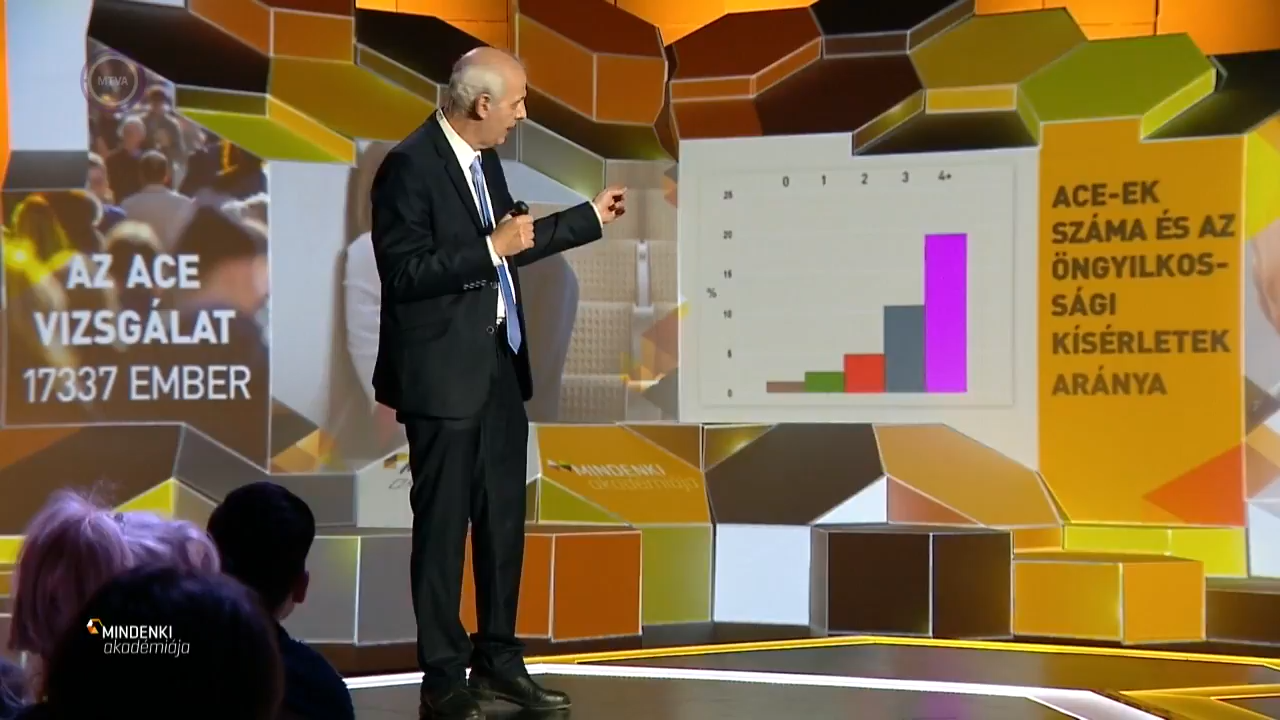 MTVA
AZ ACE
VIZSGÁLAT
17337 EMBER
0 1 2 3 4+
25
20
15
%
10
5
0
ACE-EK
SZÁMA ÉS AZ
ÖNGYILKOS-
SÁGI
KÍSÉRLETEK
ARÁNYA
MINDENKI
akadémiája
MINDENKI
akadémiája